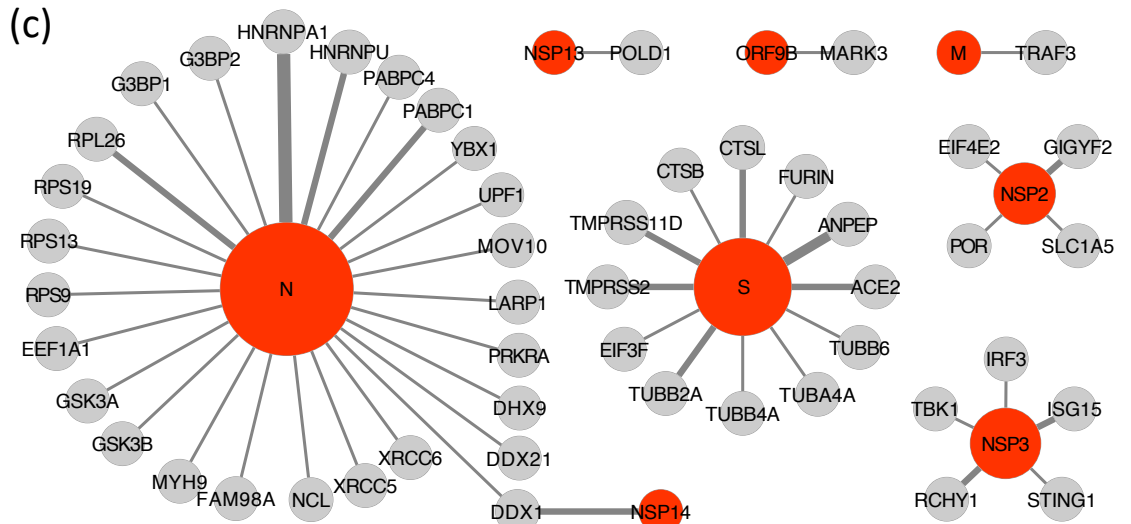 (c)
HNRNPA1
HNRNPU
G3BP2
PABPC4
G3BP1
PABPC1
RPL26
YBX1
RPS19
UPF1
RPS13
MOV10
RPS9
N
LARP1
EEF1A1
PRKRA
GSK3A
DHX9
GSK3B
DDX21
MYH9
FAM98A
NCL
XRCC5
XRCC6
DDX1
NSP14
NSP13
POLD1
ORF9B
MARK3
M
TRAF3
CTSL
CTSB
FURIN
TMPRSS11D
ANPEP
TMPRSS2
S
ACE2
EIF3F
TUBB6
TUBB2A
TUBB4A
TUBA4A
EIF4E2
GIGYF2
NSP2
POR
SLC1A5
IRF3
TBK1
ISG15
NSP3
RCHY1
STING1